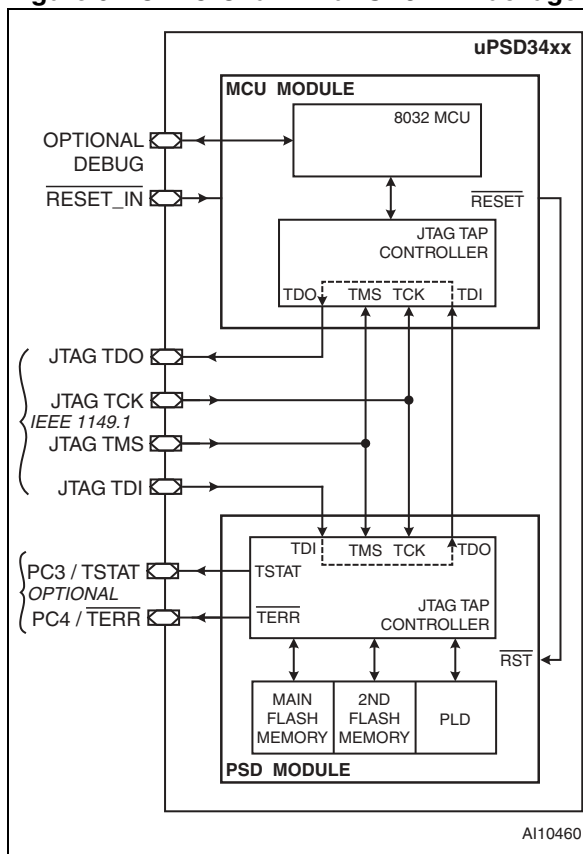 uPSD34xx
MCU MODULE
8032 MCU
OPTIONAL
DEBUG
RESET_IN
RESET
JTAG TAP
CONTROLLER
TDO TMS TCK TDI
JTAG TDO
JTAG TCK
IEEE 1149.1
JTAG TMS
JTAG TDI
TDI TMS TCK TDO
PC3 / TSTAT
TSTAT
OPTIONAL
PC4 / TERR
TERR
JTAG TAP
CONTROLLER
RST
MAIN
FLASH
MEMORY
2ND
FLASH
MEMORY
PLD
PSD MODULE
AI10460